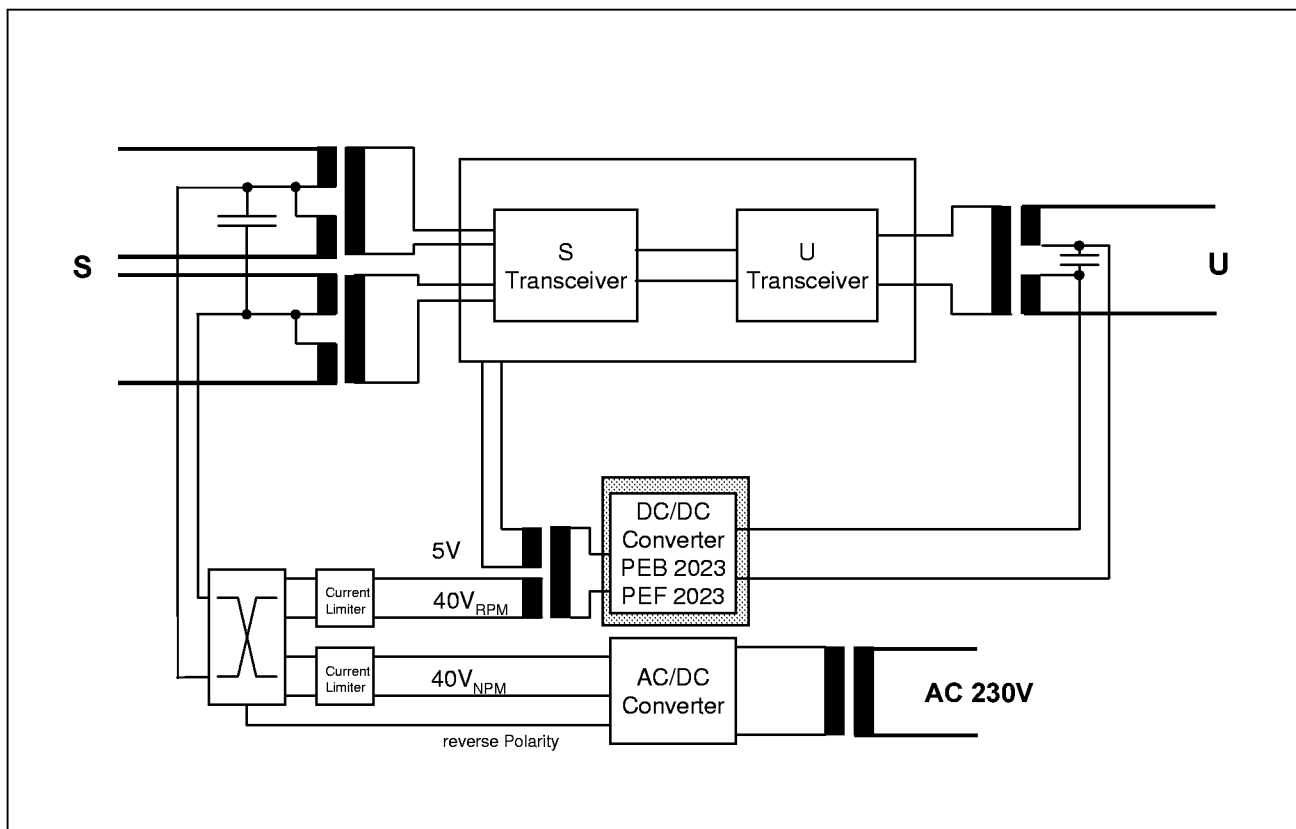 S
Transceiver
U
Transceiver
S
U
DC/DC
Converter
PEB 2023
PEF 2023
5V
Current
Limiter
40V_RPM
Current
Limiter
40V_NPM
AC/DC
Converter
AC 230V
reverse Polarity